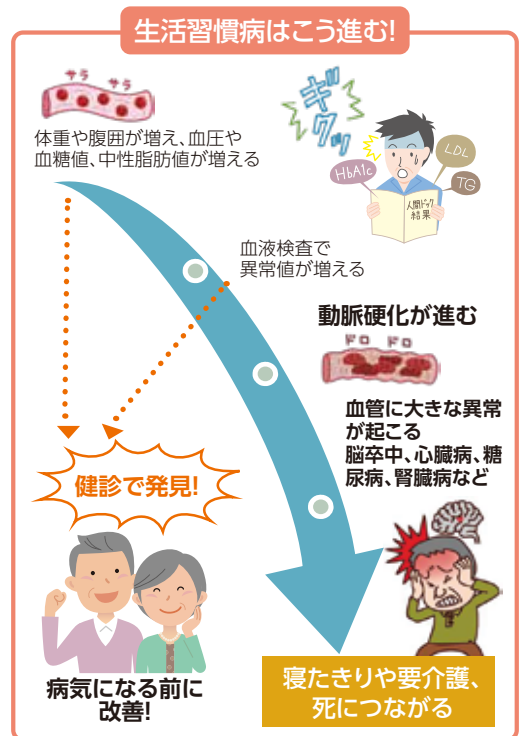 生活習慣病はこう進む!
サラ サラ
体重や腹囲が増え、血圧や
血糖値、中性脂肪値が増える
ギクッ
HbA1c
LDL
TG
人間ドック
結果
血液検査で
異常値が増える
動脈硬化が進む
ドロ ドロ
血管に大きな異常
が起こる
脳卒中、心臓病、糖
尿病、腎臓病など
健診で発見!
病気になる前に
改善!
寝たきりや要介護、
死につながる